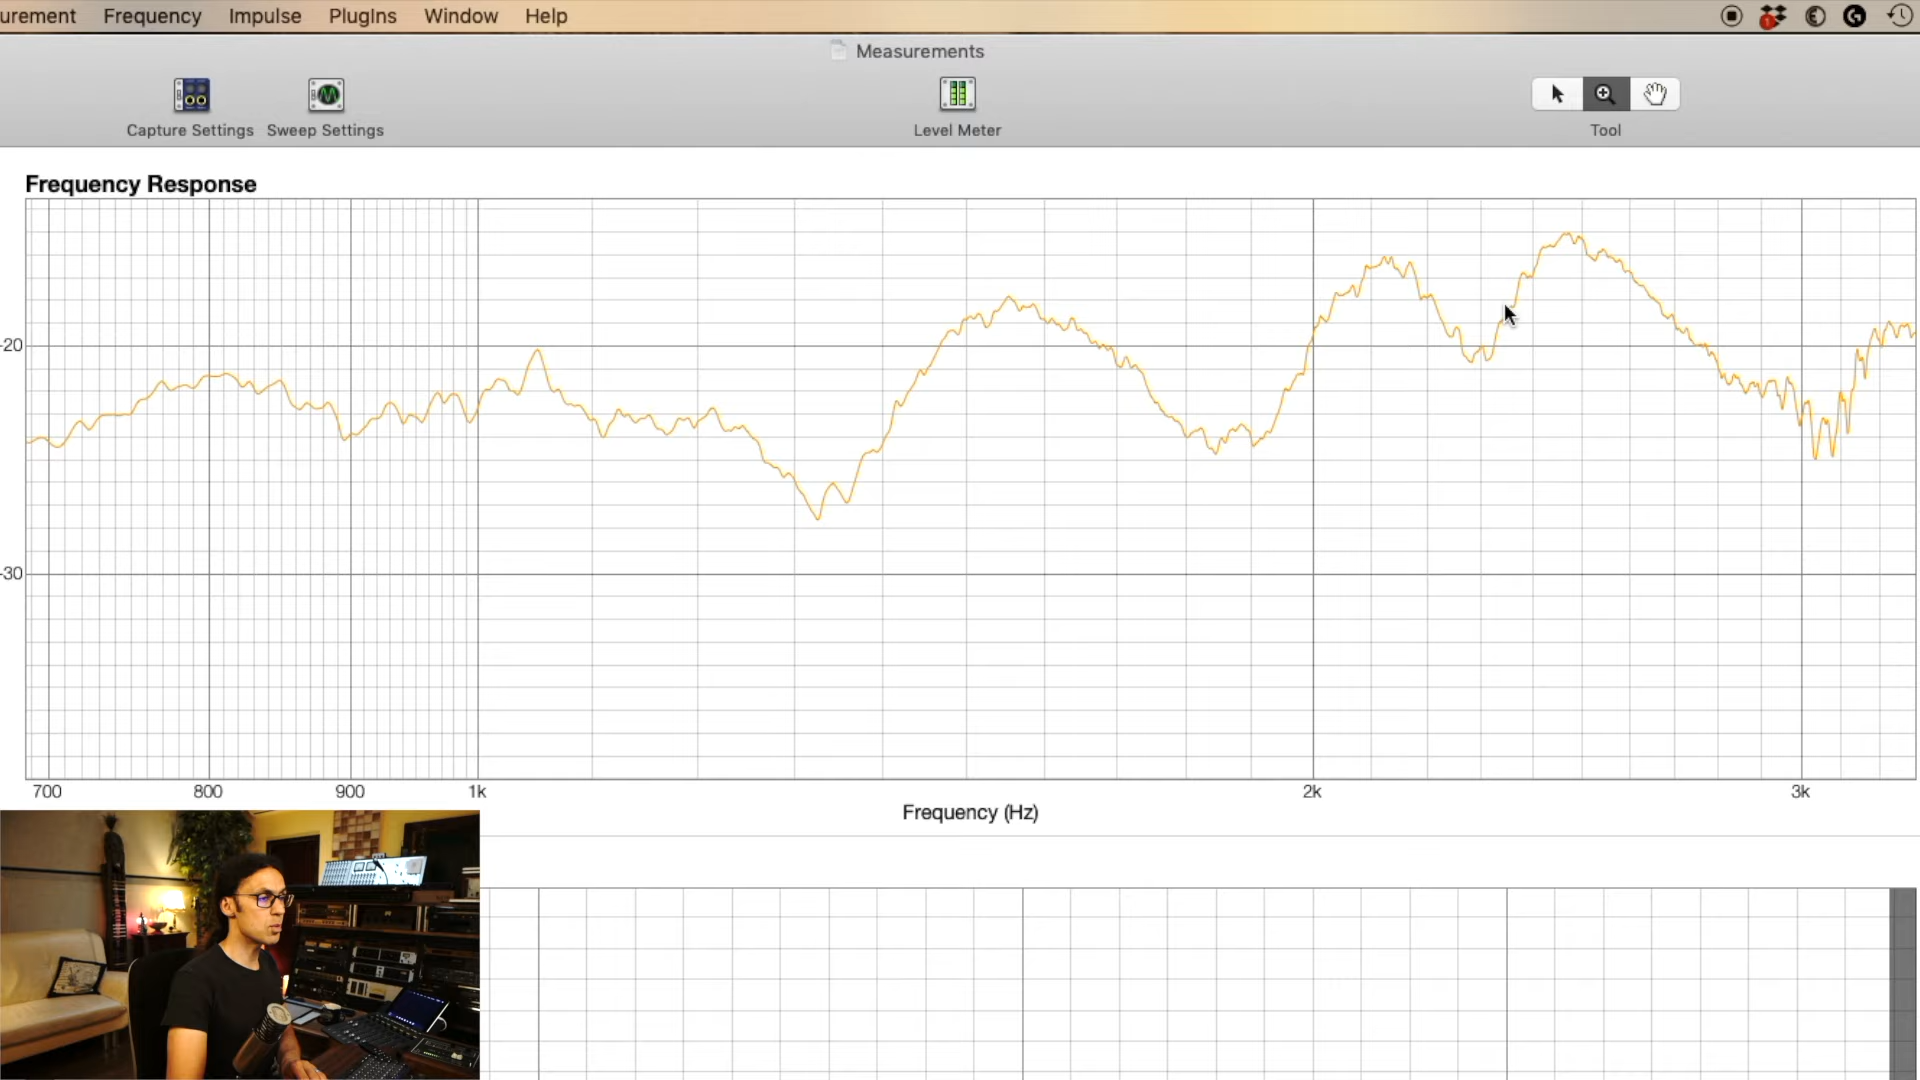 urement Frequency Impulse PlugIns Window Help
1
Measurements
Capture Settings Sweep Settings Level Meter Tool
Frequency Response
-20
-30
700 800 900 1k 2k 3k
Frequency (Hz)